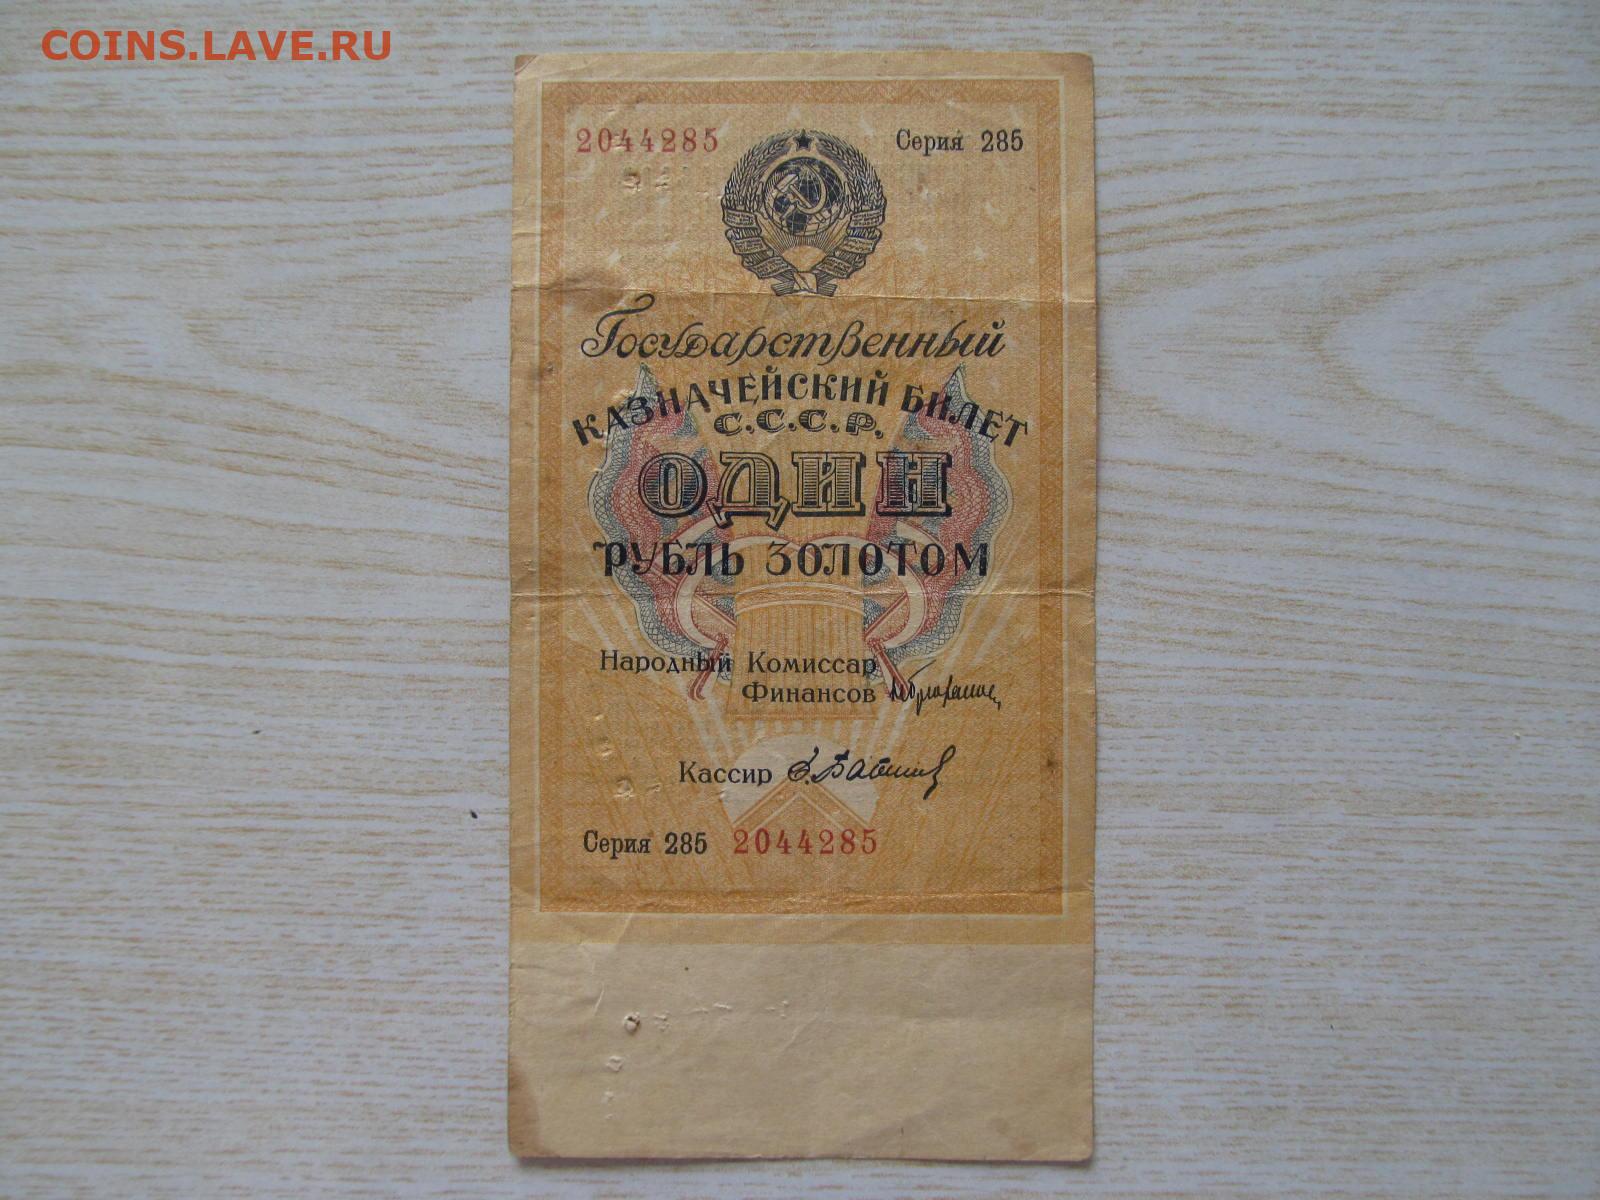 COINS.LAVE.RU
2044285 Серия 285
Государственный
КАЗНАЧЕЙСКИЙ БИЛЕТ
С.С.С.Р.
ОДИН
РУБЛЬ ЗОЛОТОМ
Народный Комиссар
Финансов
Кассир
Серия 285 2044285